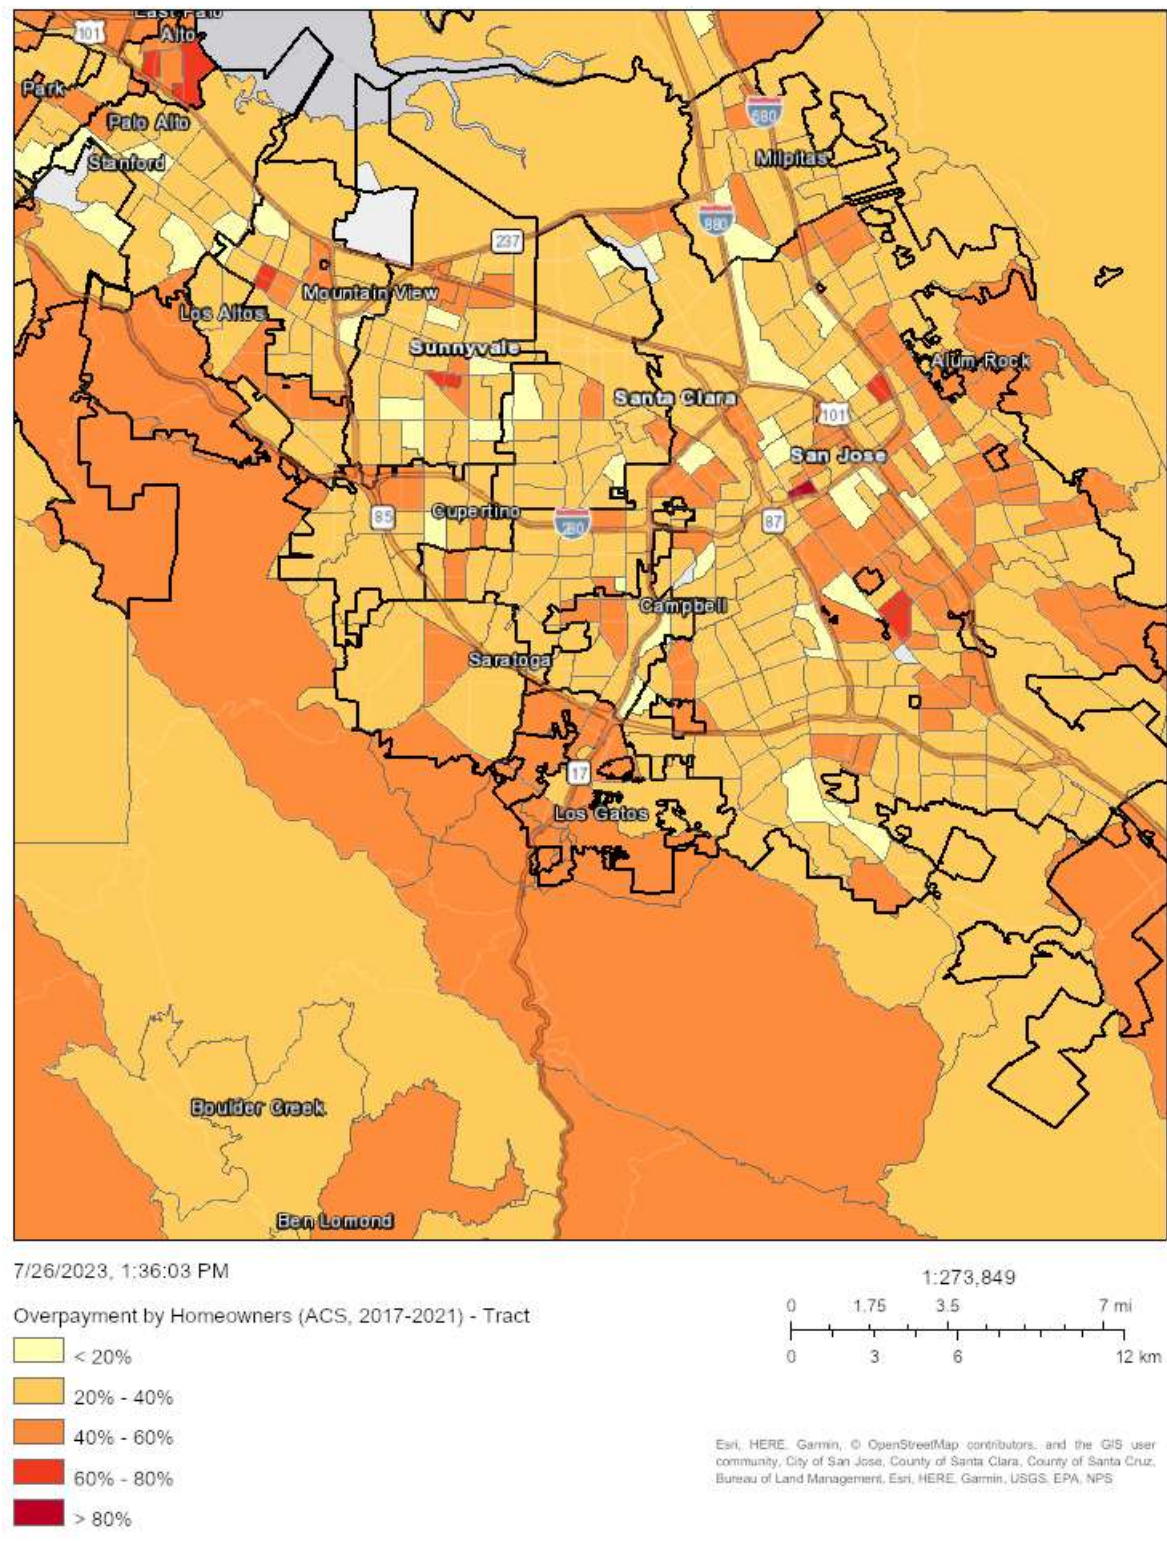 East Palo
Alto
101
Park
Palo Alto
680
Stanford
Milpitas
880
237
Mountain View
Los Altos
Sunnyvale
Alum Rock
Santa Clara
101
San Jose
Cupertino
85
280
87
Campbell
Saratoga
17
Los Gatos
Boulder Creek
Ben Lomond
7/26/2023, 1:36:03 PM
1:273,849
0 1.75 3.5 7 mi
0 3 6 12 km
Overpayment by Homeowners (ACS, 2017-2021) - Tract
< 20%
20% - 40%
40% - 60%
60% - 80%
> 80%
Esri, HERE, Garmin, © OpenStreetMap contributors, and the GIS user
community, City of San Jose, County of Santa Clara, County of Santa Cruz,
Bureau of Land Management, Esri, HERE, Garmin, USGS, EPA, NPS